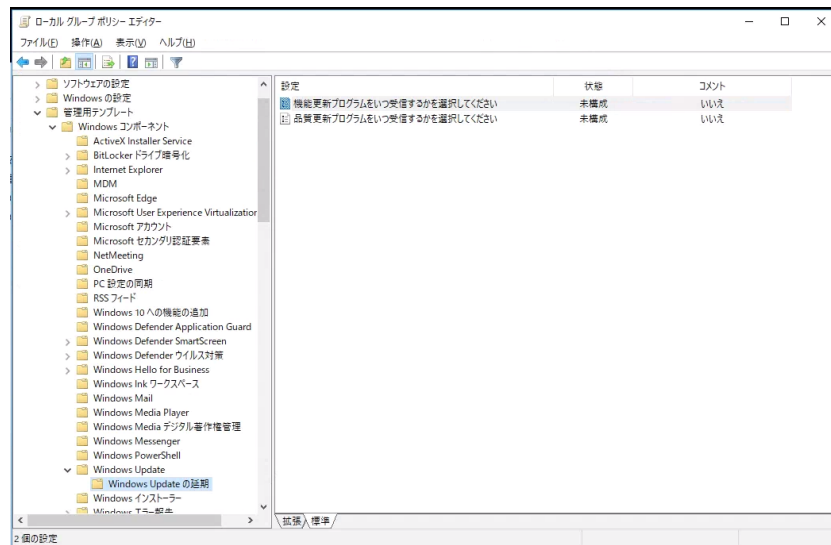 ローカル グループ ポリシー エディター
ファイル(F) 操作(A) 表示(V) ヘルプ(H)
ソフトウェアの設定
Windows の設定
管理用テンプレート
Windows コンポーネント
ActiveX Installer Service
BitLocker ドライブ暗号化
Internet Explorer
MDM
Microsoft Edge
Microsoft User Experience Virtualization
Microsoft アカウント
Microsoft セカンダリ認証要素
NetMeeting
OneDrive
PC 設定の同期
RSS フィード
Windows 10 への機能の追加
Windows Defender Application Guard
Windows Defender SmartScreen
Windows Defender ウイルス対策
Windows Hello for Business
Windows Ink ワークスペース
Windows Mail
Windows Media Player
Windows Media デジタル著作権管理
Windows Messenger
Windows PowerShell
Windows Update
Windows Update の延期
Windows インストーラー
Windows エラー報告
設定 状態 コメント
機能更新プログラムをいつ受信するかを選択してください 未構成 いいえ
品質更新プログラムをいつ受信するかを選択してください 未構成 いいえ
拡張 標準
2 個の設定